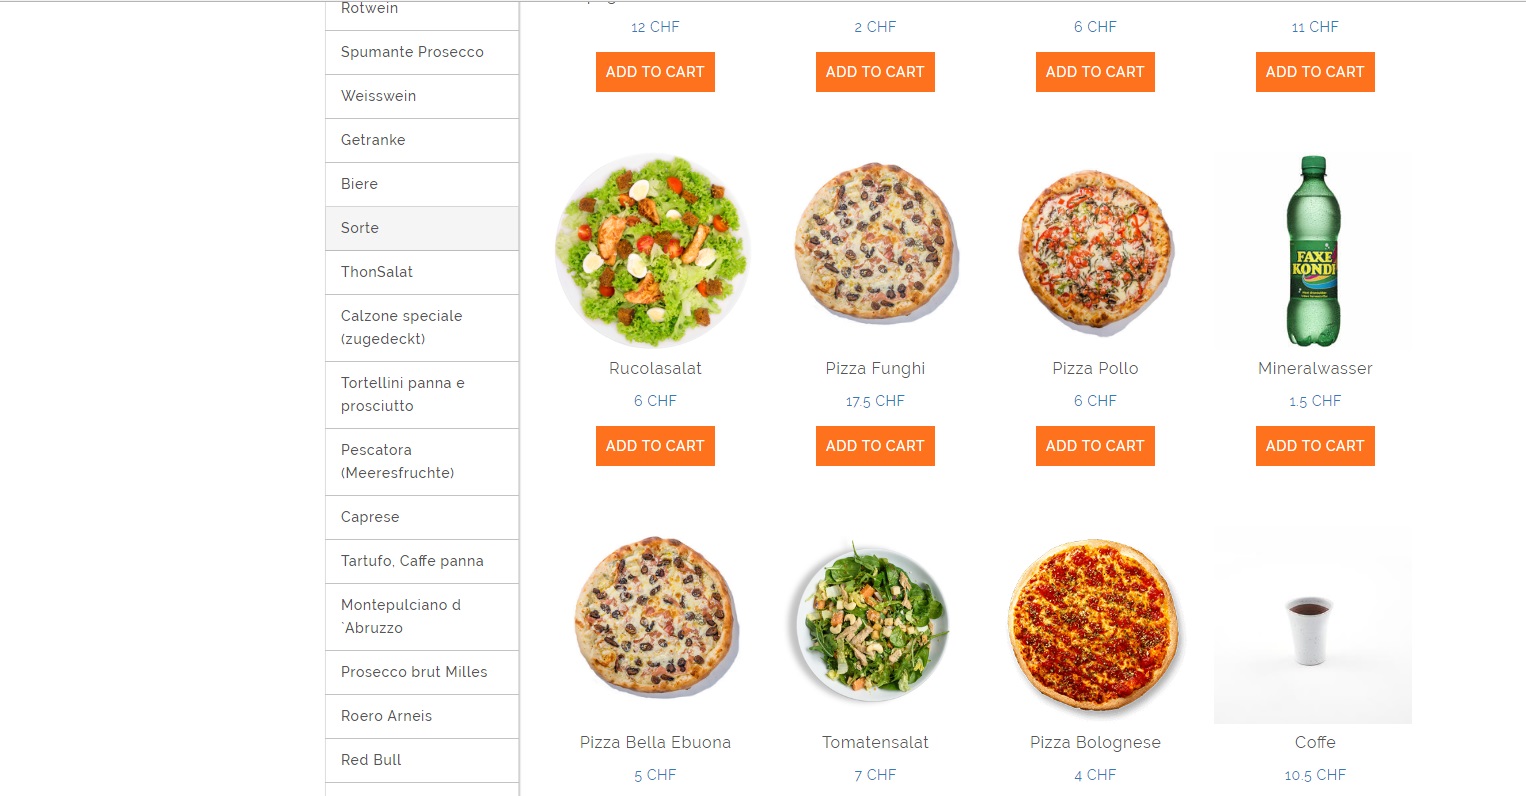 Rotwein
Spumante Prosecco
Weisswein
Getranke
Biere
Sorte
ThonSalat
Calzone speciale
(zugedeckt)
Tortellini panna e
prosciutto
Pescatora
(Meeresfruchte)
Caprese
Tartufo, Caffe panna
Montepulciano d
`Abruzzo
Prosecco brut Milles
Roero Arneis
Red Bull
12 CHF 2 CHF 6 CHF 11 CHF
ADD TO CART ADD TO CART ADD TO CART ADD TO CART
FAXE
KONDI
Rucolasalat Pizza Funghi Pizza Pollo Mineralwasser
6 CHF 17.5 CHF 6 CHF 1.5 CHF
ADD TO CART ADD TO CART ADD TO CART ADD TO CART
Pizza Bella Ebuona Tomatensalat Pizza Bolognese Coffe
5 CHF 7 CHF 4 CHF 10.5 CHF